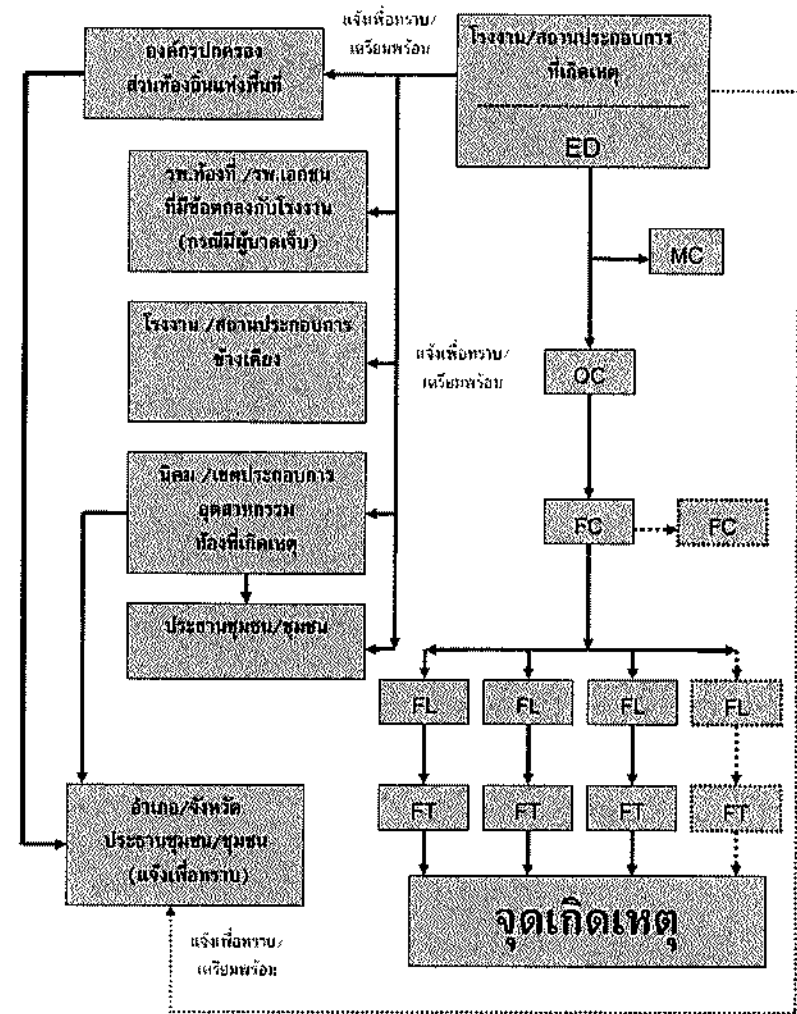 แจ้งเพื่อทราบ/
เตรียมพร้อม
องค์กรปกครอง
ส่วนท้องถิ่นแห่งพื้นที่
โรงงาน/สถานประกอบการ
ที่เกิดเหตุ
ED
รพ.ท้องที่ /รพ.เอกชน
ที่มีข้อตกลงกับโรงงาน
(กรณีมีผู้บาดเจ็บ)
MC
โรงงาน /สถานประกอบการ
ข้างเคียง
แจ้งเพื่อทราบ/
เตรียมพร้อม
OC
นิคม /เขตประกอบการ
อุตสาหกรรม
ท้องที่เกิดเหตุ
FC
FC
ประธานชุมชน/ชุมชน
FL
FL
FL
FL
FT
FT
FT
FT
อำเภอ/จังหวัด
ประธานชุมชน/ชุมชน
(แจ้งเพื่อทราบ)
จุดเกิดเหตุ
แจ้งเพื่อทราบ/
เตรียมพร้อม